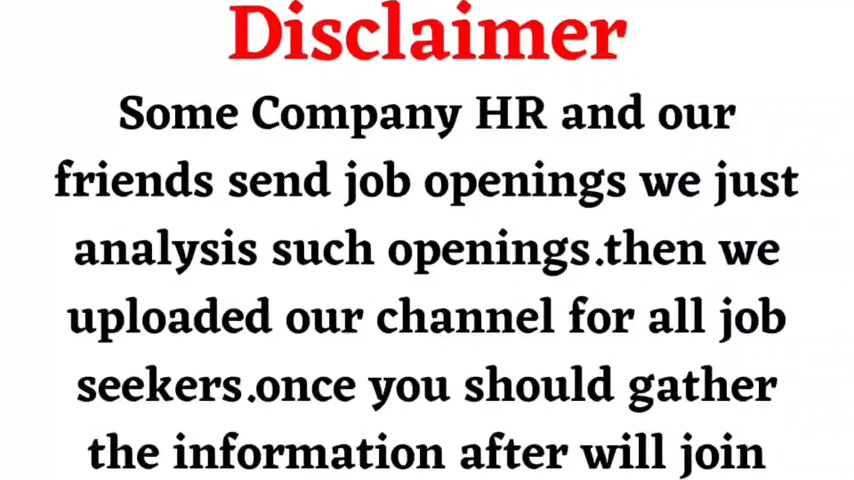 Disclaimer
Some Company HR and our
friends send job openings we just
analysis such openings.then we
uploaded our channel for all job
seekers.once you should gather
the information after will join